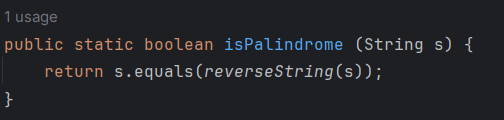 1 usage
public static boolean isPalindrome (String s) {
    return s.equals(reverseString(s));
}